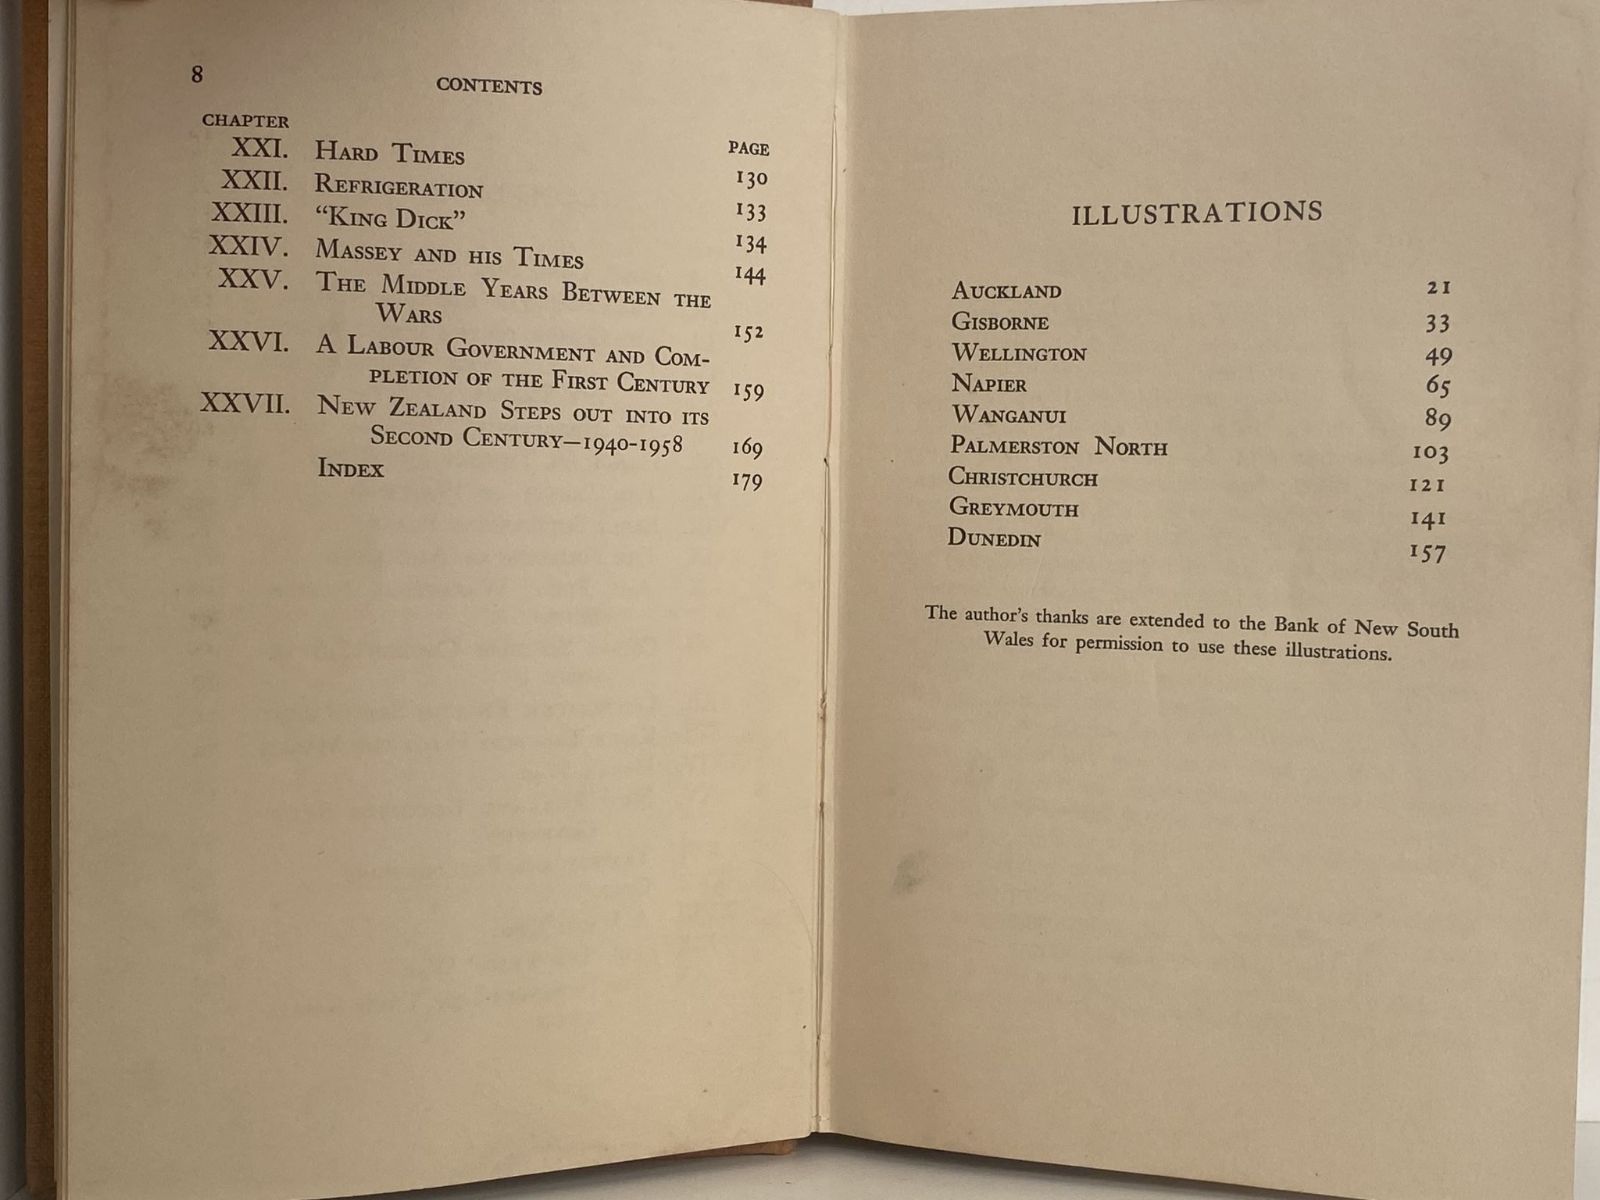 8 CONTENTS
CHAPTER PAGE
XXI. HARD TIMES 130
XXII. REFRIGERATION 133
XXIII. “KING DICK” 134
XXIV. MASSEY AND HIS TIMES 144
XXV. THE MIDDLE YEARS BETWEEN THE
WARS 152
XXVI. A LABOUR GOVERNMENT AND COM-
PLETION OF THE FIRST CENTURY 159
XXVII. NEW ZEALAND STEPS OUT INTO ITS
SECOND CENTURY—1940-1958 169
INDEX 179
ILLUSTRATIONS
AUCKLAND 21
GISBORNE 33
WELLINGTON 49
NAPIER 65
WANGANUI 89
PALMERSTON NORTH 103
CHRISTCHURCH 121
GREYMOUTH 141
DUNEDIN 157
The author's thanks are extended to the Bank of New South
Wales for permission to use these illustrations.